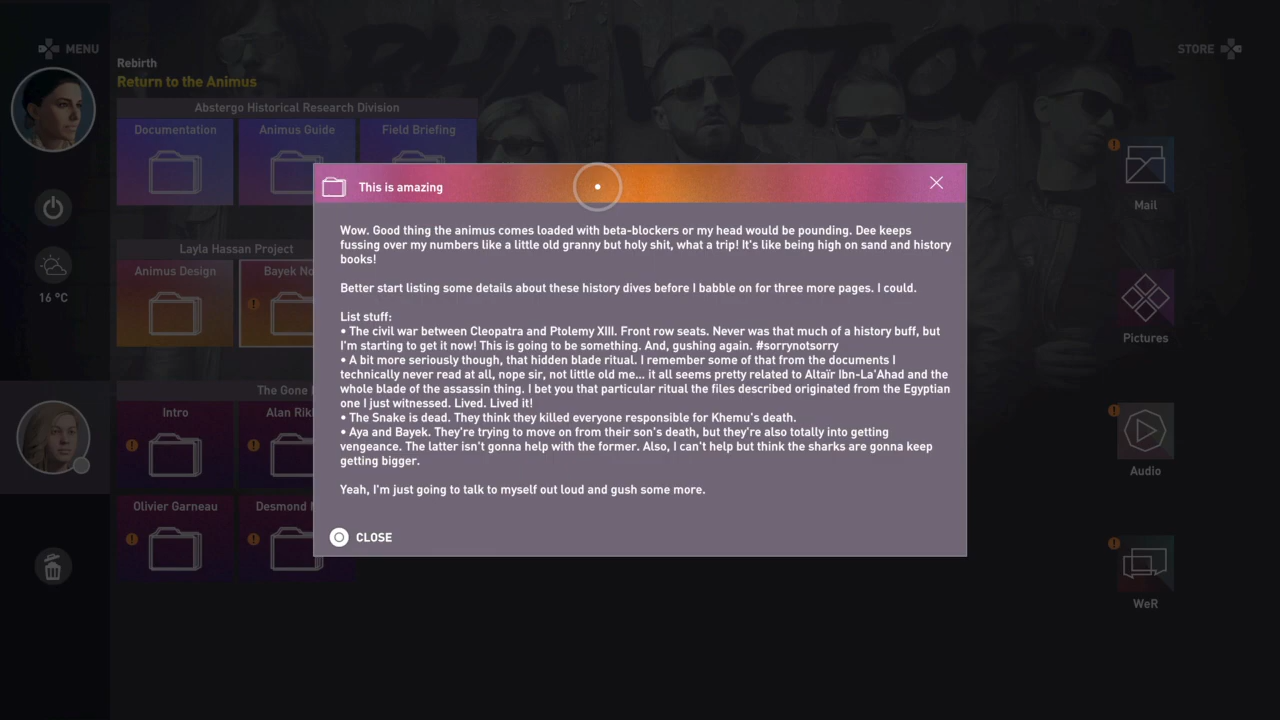 MENU
STORE
Rebirth
Return to the Animus
Abstergo Historical Research Division
Documentation
Animus Guide
Field Briefing
This is amazing
Wow. Good thing the animus comes loaded with beta-blockers or my head would be pounding. Dee keeps
fussing over my numbers like a little old granny but holy shit, what a trip! It's like being high on sand and history
books!
Better start listing some details about these history dives before I babble on for three more pages. I could.
List stuff:
• The civil war between Cleopatra and Ptolemy XIII. Front row seats. Never was that much of a history buff, but
I'm starting to get it now! This is going to be something. And, gushing again. #sorrynotsorry
• A bit more seriously though, that hidden blade ritual. I remember some of that from the documents I
technically never read at all, nope sir, not little old me... it all seems pretty related to Altaïr Ibn-La'Ahad and the
whole blade of the assassin thing. I bet you that particular ritual the files described originated from the Egyptian
one I just witnessed. Lived. Lived it!
• The Snake is dead. They think they killed everyone responsible for Khemu's death.
• Aya and Bayek. They're trying to move on from their son's death, but they're also totally into getting
vengeance. The latter isn't gonna help with the former. Also, I can't help but think the sharks are gonna keep
getting bigger.
Yeah, I'm just going to talk to myself out loud and gush some more.
CLOSE
Layla Hassan Project
Animus Design
Bayek No
16 °C
The Gone
Intro
Alan Rik
Olivier Garneau
Desmond
Mail
Pictures
Audio
WeR